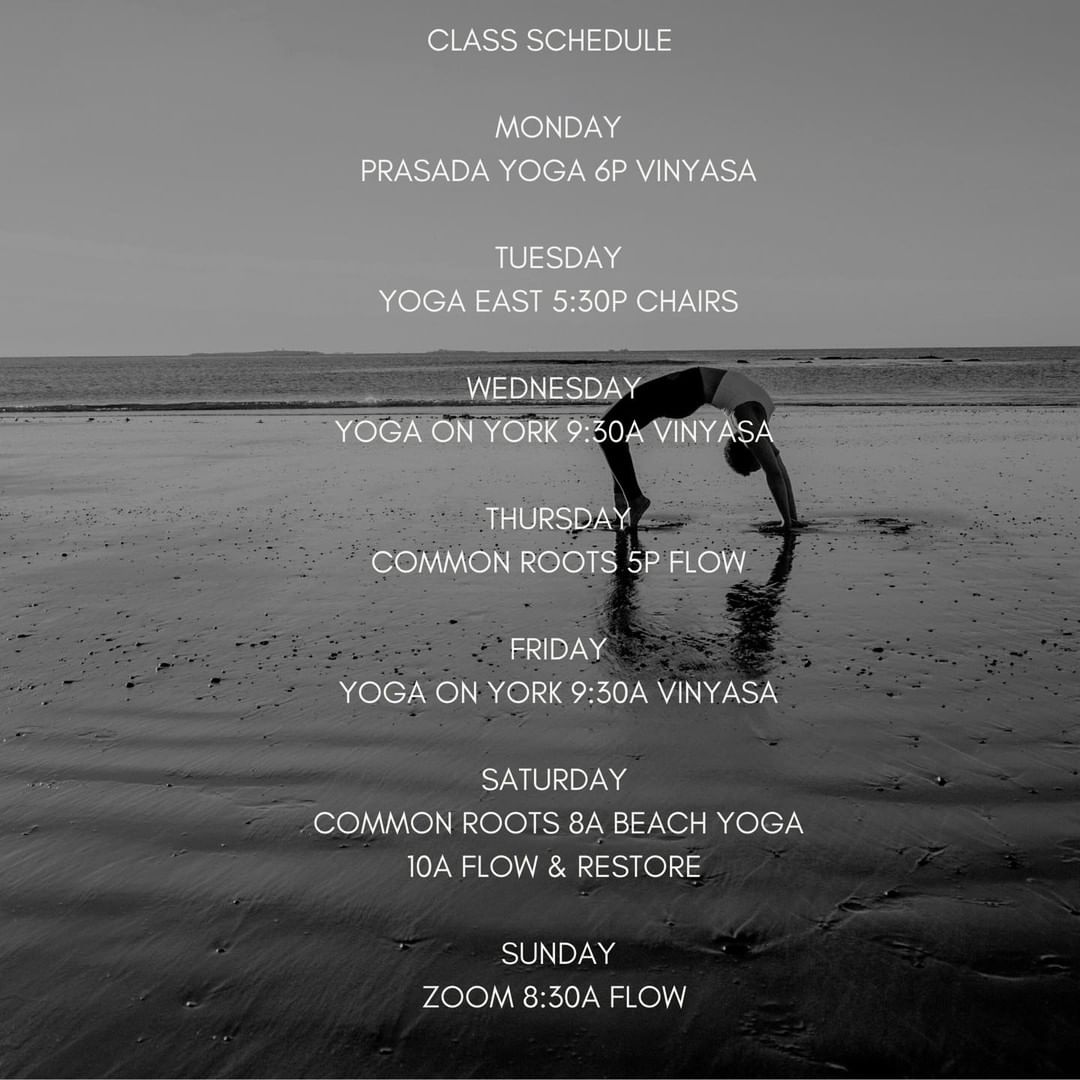 CLASS SCHEDULE
MONDAY
PRASADA YOGA 6P VINYASA
TUESDAY
YOGA EAST 5:30P CHAIRS
WEDNESDAY
YOGA ON YORK 9:30A VINYASA
THURSDAY
COMMON ROOTS 5P FLOW
FRIDAY
YOGA ON YORK 9:30A VINYASA
SATURDAY
COMMON ROOTS 8A BEACH YOGA
10A FLOW & RESTORE
SUNDAY
ZOOM 8:30A FLOW